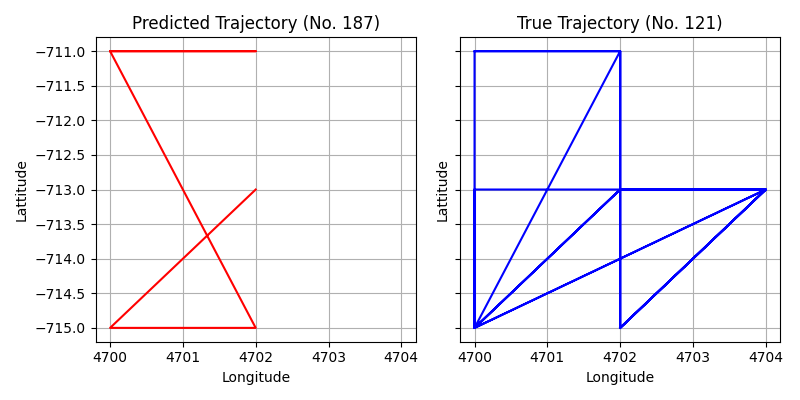 Predicted Trajectory (No. 187)
True Trajectory (No. 121)
Lattitude
−711.0
−711.5
−712.0
−712.5
−713.0
−713.5
−714.0
−714.5
−715.0
4700 4701 4702 4703 4704
Longitude
Lattitude
4700 4701 4702 4703 4704
Longitude